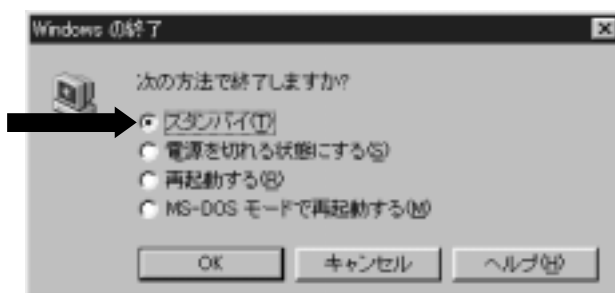 Windows の終了
次の方法で終了しますか?
スタンバイ(T)
電源を切れる状態にする(S)
再起動する(R)
MS-DOS モードで再起動する(M)
OK キャンセル ヘルプ(H)